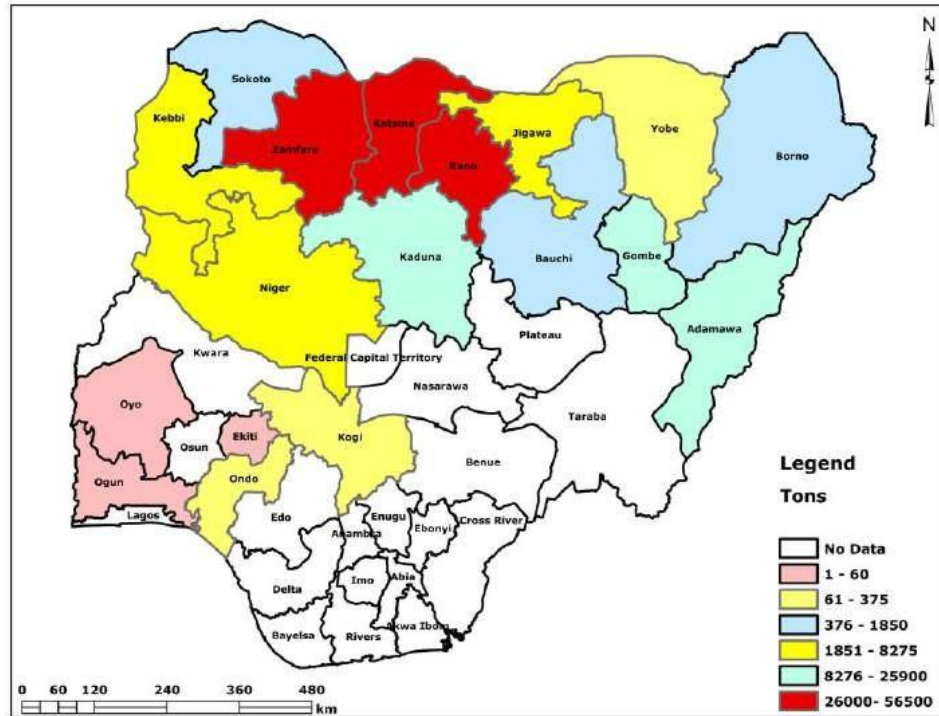 N
Sokoto
Kebbi
Zamfara
Katsina
Kano
Jigawa
Yobe
Borno
Kaduna
Bauchi
Gombe
Niger
Adamawa
Plateau
Kwara
Federal Capital Territory
Nasarawa
Oyo
Taraba
Osun
Ekiti
Kogi
Benue
Ogun
Ondo
Lagos
Edo
Anambra
Enugu
Ebonyi
Cross River
Delta
Imo
Abia
Bayelsa
Rivers
Akwa Ibom
Legend
Tons
No Data
1 - 60
61 - 375
376 - 1850
1851 - 8275
8276 - 25900
26000- 56500
0 60 120 240 360 480
km